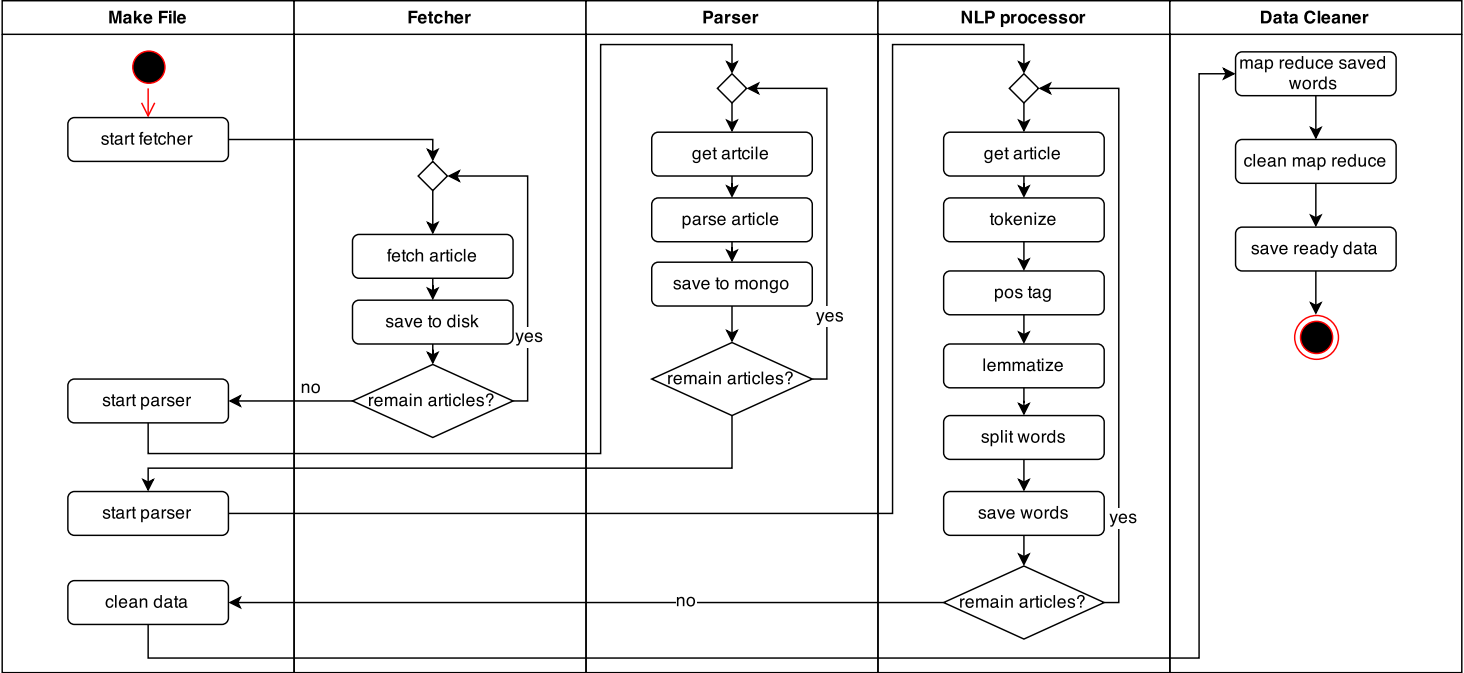 Make File
Fetcher
Parser
NLP processor
Data Cleaner
start fetcher
start parser
start parser
clean data
fetch article
save to disk
yes
remain articles?
no
get artcile
parse article
save to mongo
yes
remain articles?
get article
tokenize
pos tag
lemmatize
split words
save words
yes
remain articles?
no
map reduce saved
words
clean map reduce
save ready data